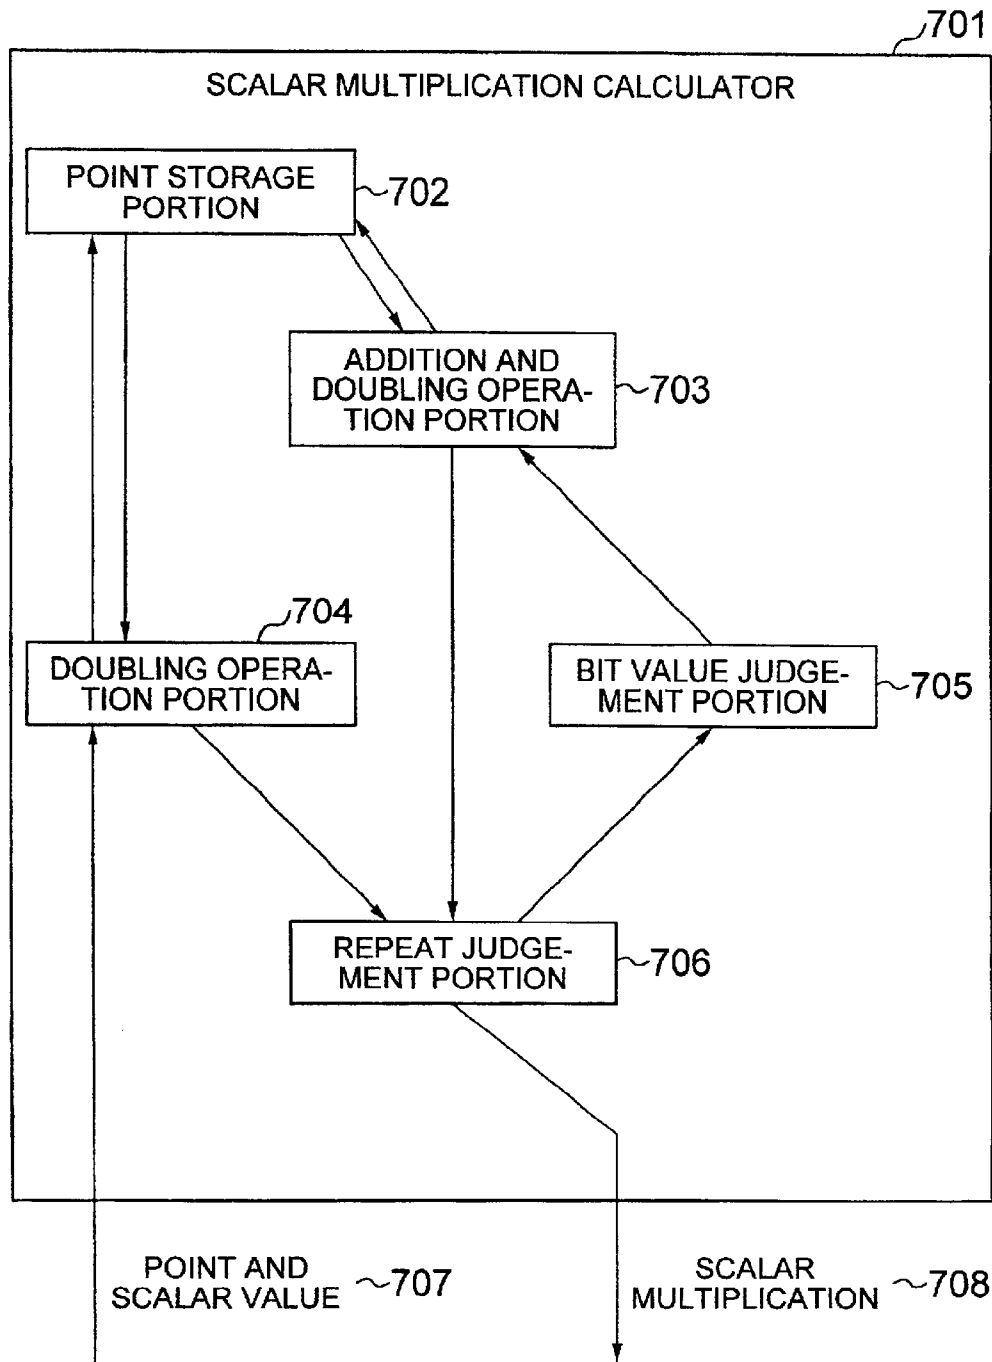 701
SCALAR MULTIPLICATION CALCULATOR
POINT STORAGE
PORTION
702
ADDITION AND
DOUBLING OPERA-
TION PORTION
703
704
DOUBLING OPERA-
TION PORTION
BIT VALUE JUDGE-
MENT PORTION
705
REPEAT JUDGE-
MENT PORTION
706
POINT AND
SCALAR VALUE
707
SCALAR
MULTIPLICATION
708